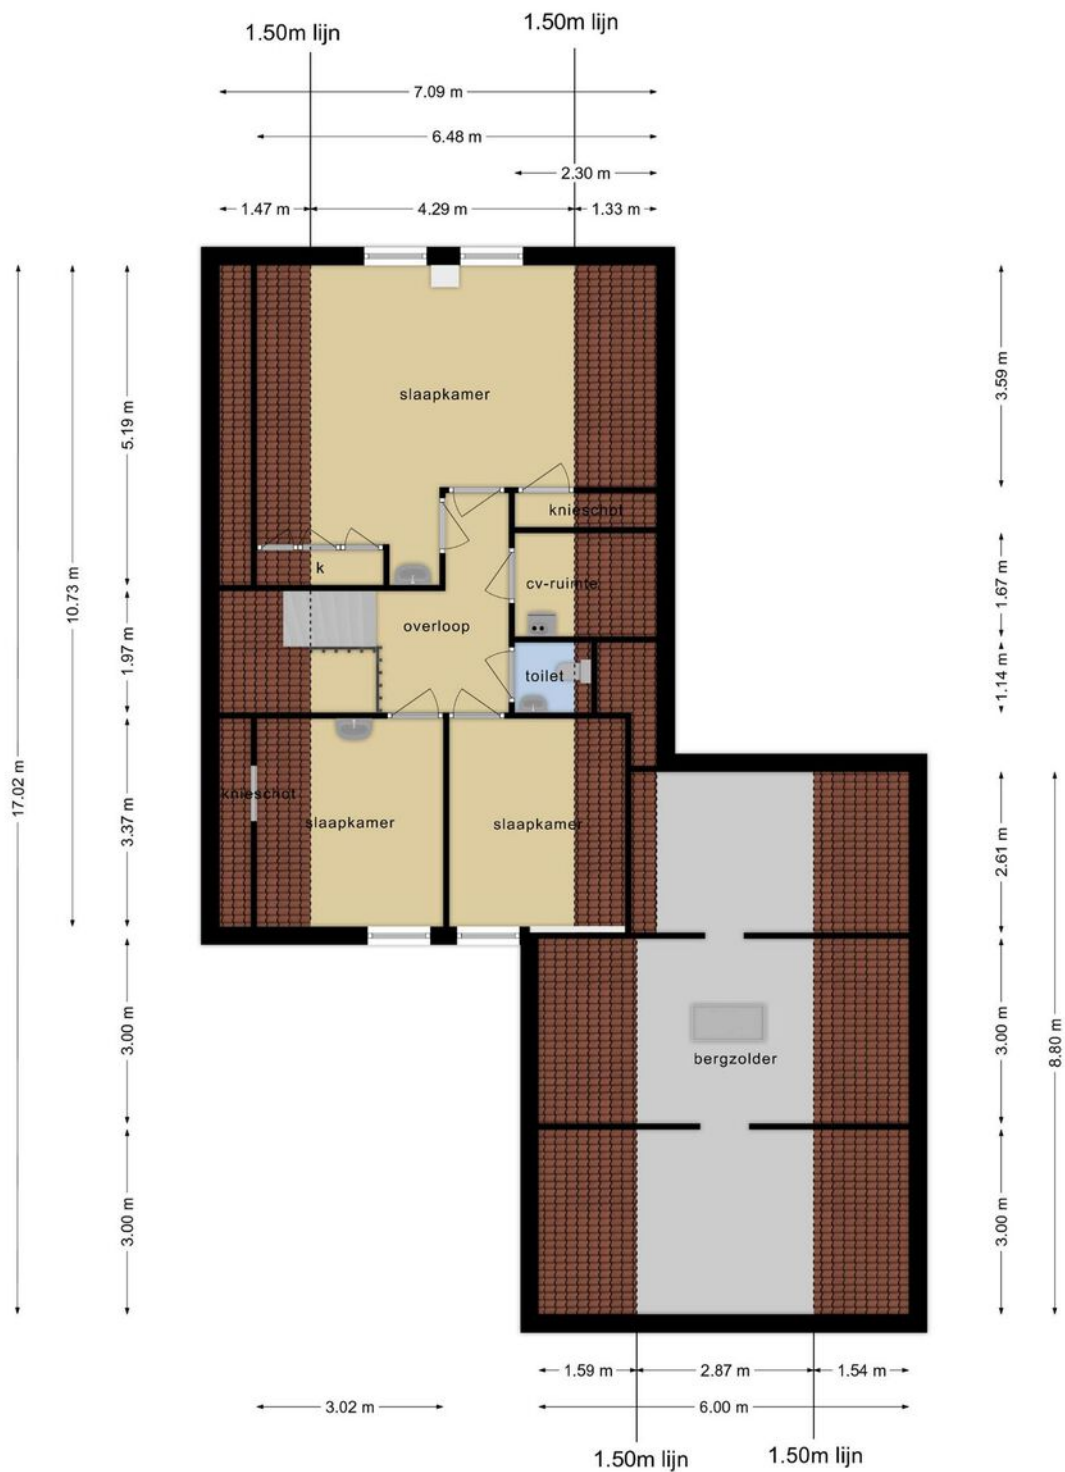 1.50m lijn
1.50m lijn
7.09 m
6.48 m
2.30 m
1.47 m
4.29 m
1.33 m
17.02 m
10.73 m
5.19 m
1.97 m
3.37 m
3.00 m
3.00 m
slaapkamer
knieschot
k
cv-ruimte
overloop
toilet
knieschot
slaapkamer
slaapkamer
bergzolder
3.59 m
1.67 m
1.14 m
2.61 m
3.00 m
3.00 m
8.80 m
1.59 m
2.87 m
1.54 m
3.02 m
6.00 m
1.50m lijn
1.50m lijn